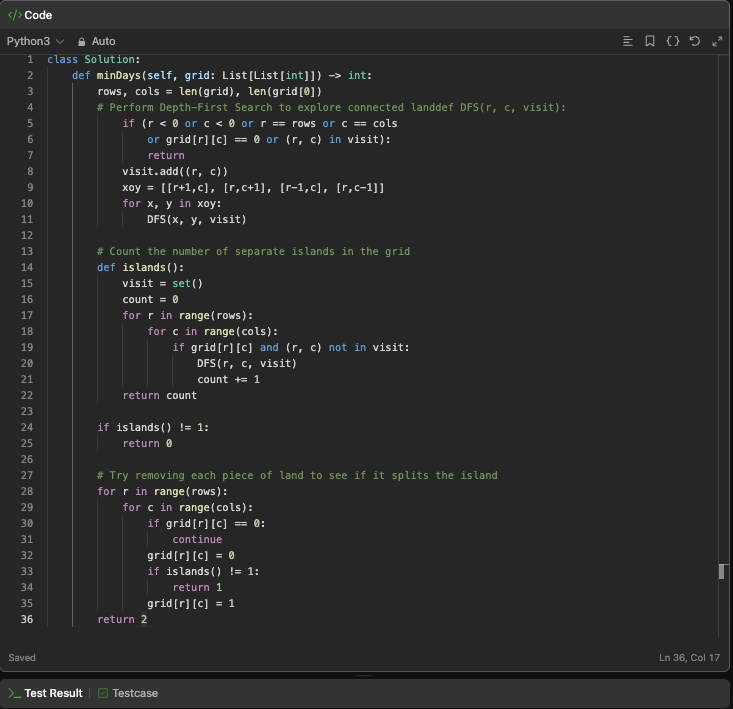 </> Code
Python3 Auto
1 class Solution:
2     def minDays(self, grid: List[List[int]]) -> int:
3         rows, cols = len(grid), len(grid[0])
4         # Perform Depth-First Search to explore connected landdef DFS(r, c, visit):
5             if (r < 0 or c < 0 or r == rows or c == cols
6                 or grid[r][c] == 0 or (r, c) in visit):
7                 return
8             visit.add((r, c))
9             xoy = [[r+1,c], [r,c+1], [r-1,c], [r,c-1]]
10             for x, y in xoy:
11                 DFS(x, y, visit)
12
13         # Count the number of separate islands in the grid
14         def islands():
15             visit = set()
16             count = 0
17             for r in range(rows):
18                 for c in range(cols):
19                     if grid[r][c] and (r, c) not in visit:
20                         DFS(r, c, visit)
21                         count += 1
22             return count
23
24         if islands() != 1:
25             return 0
26
27         # Try removing each piece of land to see if it splits the island
28         for r in range(rows):
29             for c in range(cols):
30                 if grid[r][c] == 0:
31                     continue
32                 grid[r][c] = 0
33                 if islands() != 1:
34                     return 1
35                 grid[r][c] = 1
36         return 2
Saved Ln 36, Col 17
>_ Test Result | Testcase